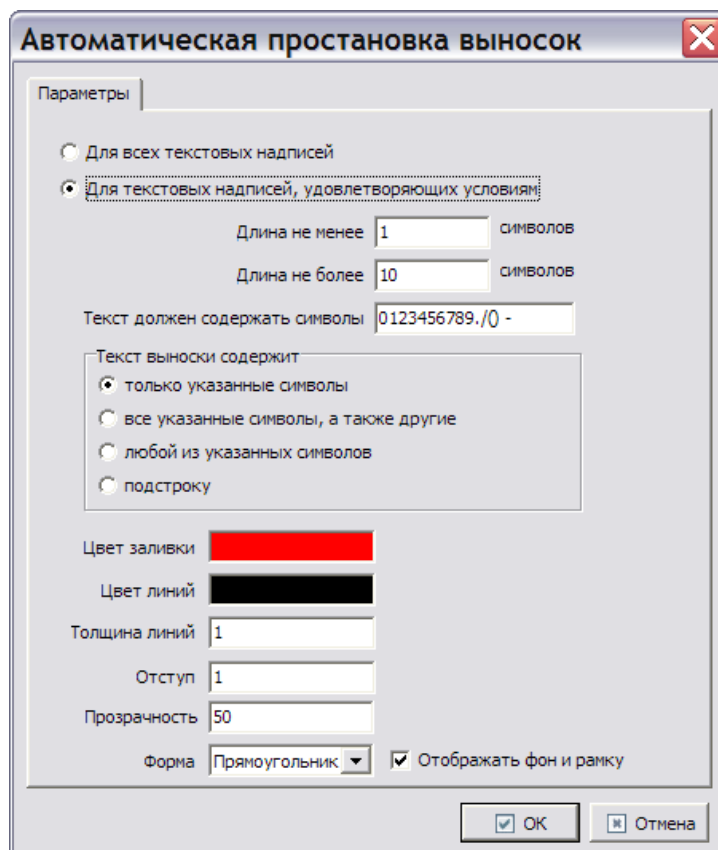 Автоматическая простановка выносок
Параметры
Для всех текстовых надписей
Для текстовых надписей, удовлетворяющих условиям
Длина не менее 1 символов
Длина не более 10 символов
Текст должен содержать символы 0123456789./() -
Текст выноски содержит
только указанные символы
все указанные символы, а также другие
любой из указанных символов
подстроку
Цвет заливки
Цвет линий
Толщина линий 1
Отступ 1
Прозрачность 50
Форма Прямоугольник Отображать фон и рамку
OK Отмена